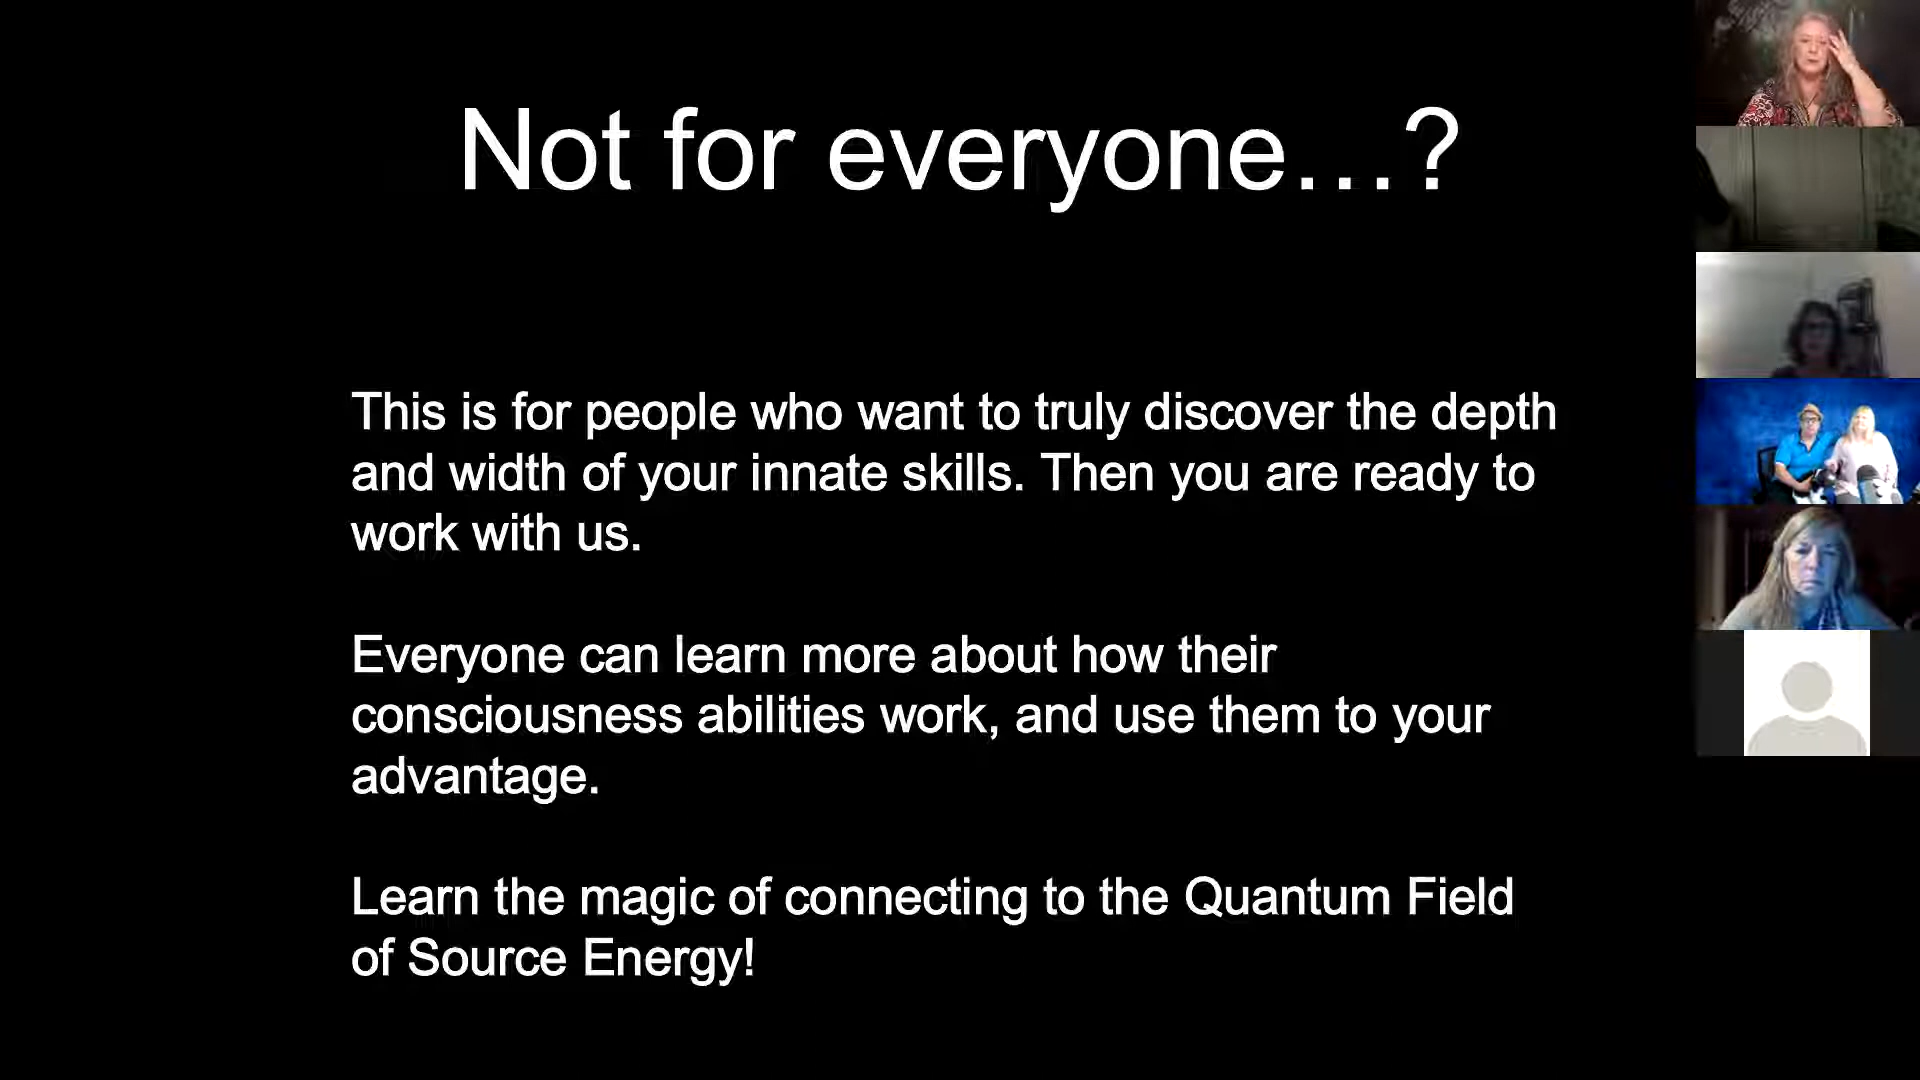 Not for everyone...?
This is for people who want to truly discover the depth
and width of your innate skills. Then you are ready to
work with us.
Everyone can learn more about how their
consciousness abilities work, and use them to your
advantage.
Learn the magic of connecting to the Quantum Field
of Source Energy!